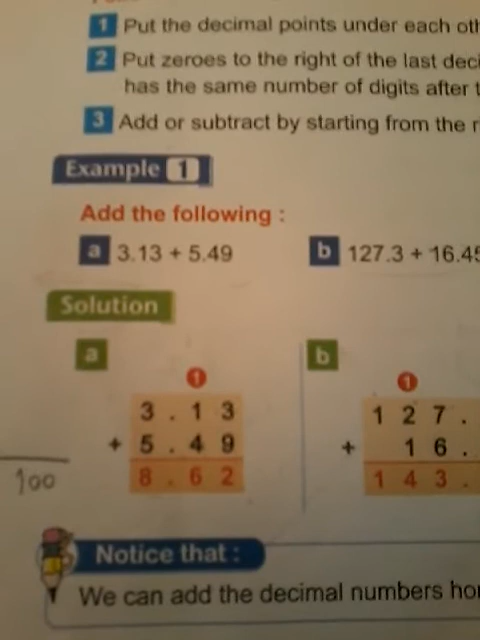 1 Put the decimal points under each oth
2 Put zeroes to the right of the last deci
has the same number of digits after t
3 Add or subtract by starting from the r
Example 1
Add the following :
a 3.13 + 5.49 b 127.3 + 16.45
Solution
a b
1 1
3 . 1 3 1 2 7 .
+ 5 . 4 9 + 1 6 .
8 . 6 2 1 4 3 .
100
Notice that :
We can add the decimal numbers hor